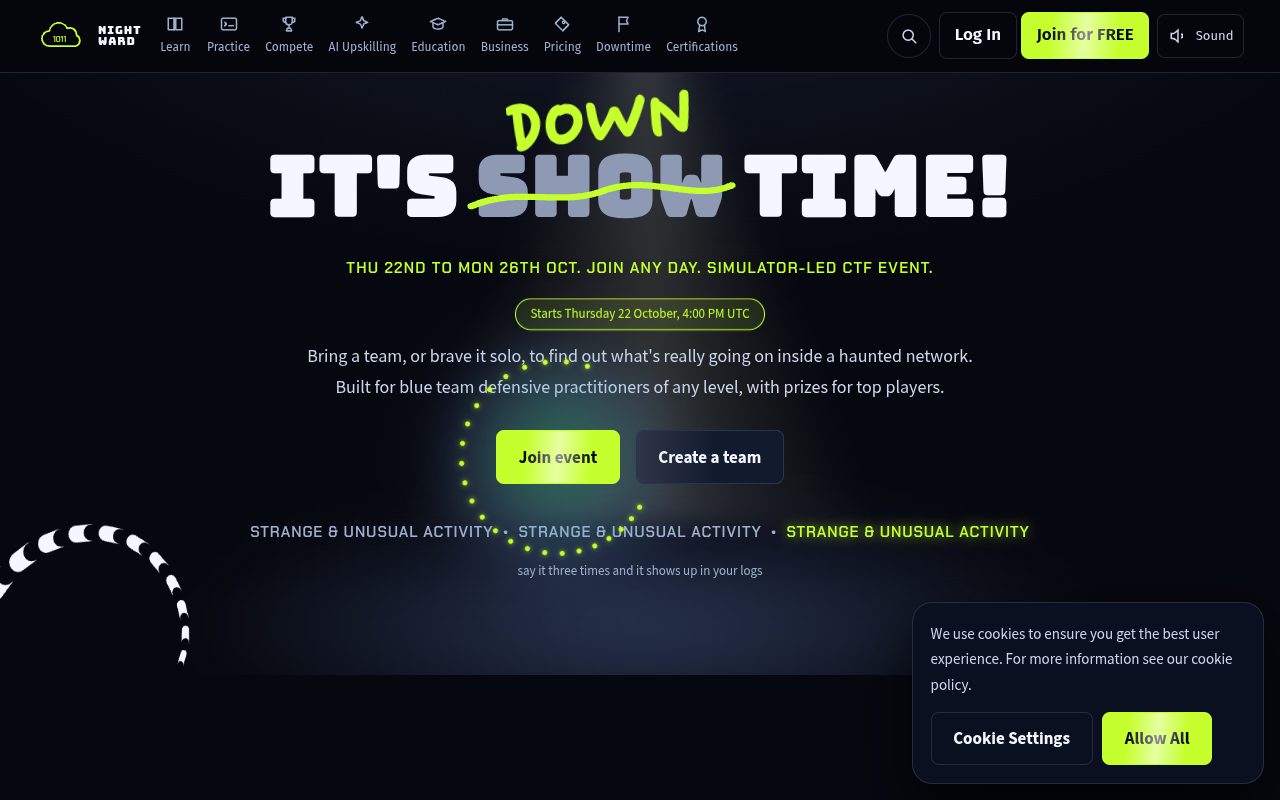 1011
NIGHT
WARD
Learn
Practice
Compete
AI Upskilling
Education
Business
Pricing
Downtime
Certifications
Log In
Join for FREE
Sound
DOWN
IT'S SHOW TIME!
THU 22ND TO MON 26TH OCT. JOIN ANY DAY. SIMULATOR-LED CTF EVENT.
Starts Thursday 22 October, 4:00 PM UTC
Bring a team, or brave it solo, to find out what's really going on inside a haunted network.
Built for blue team defensive practitioners of any level, with prizes for top players.
Join event
Create a team
STRANGE & UNUSUAL ACTIVITY • STRANGE & UNUSUAL ACTIVITY • STRANGE & UNUSUAL ACTIVITY
say it three times and it shows up in your logs
We use cookies to ensure you get the best user
experience. For more information see our cookie
policy.
Cookie Settings
Allow All